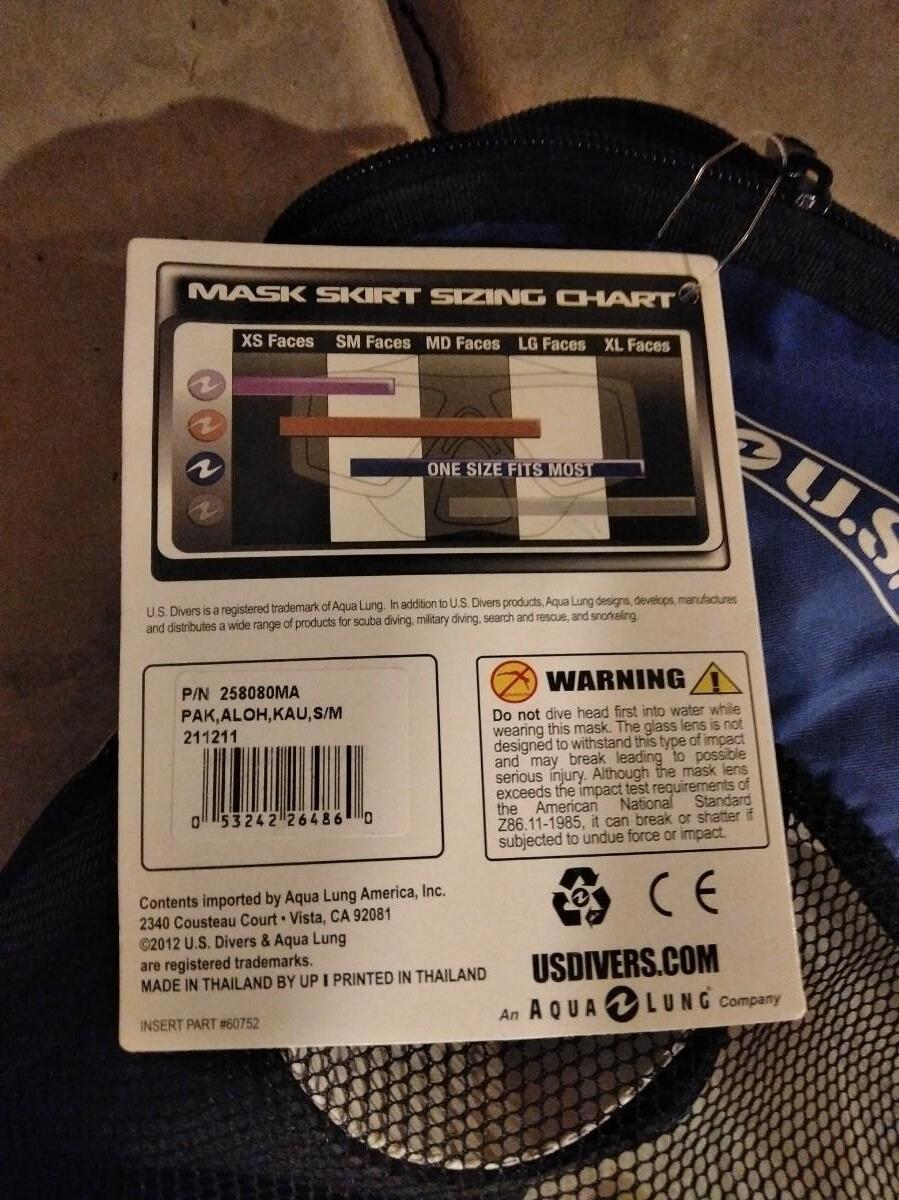 MASK SKIRT SIZING CHART
XS Faces SM Faces MD Faces LG Faces XL Faces
ONE SIZE FITS MOST
U.S. Divers is a registered trademark of Aqua Lung. In addition to U.S. Divers products, Aqua Lung designs, develops, manufactures
and distributes a wide range of products for scuba diving, military diving, search and rescue, and snorkeling.
P/N 258080MA
PAK,ALOH,KAU,S/M
211211
0 53242 26486 0
WARNING
Do not dive head first into water while
wearing this mask. The glass lens is not
designed to withstand this type of impact
and may break leading to possible
serious injury. Although the mask lens
exceeds the impact test requirements of
the American National Standard
Z86.11-1985, it can break or shatter if
subjected to undue force or impact.
Contents imported by Aqua Lung America, Inc.
2340 Cousteau Court • Vista, CA 92081
©2012 U.S. Divers & Aqua Lung
are registered trademarks.
MADE IN THAILAND BY UP I PRINTED IN THAILAND
INSERT PART #60752
CE
USDIVERS.COM
An AQUA LUNG Company
U.S.